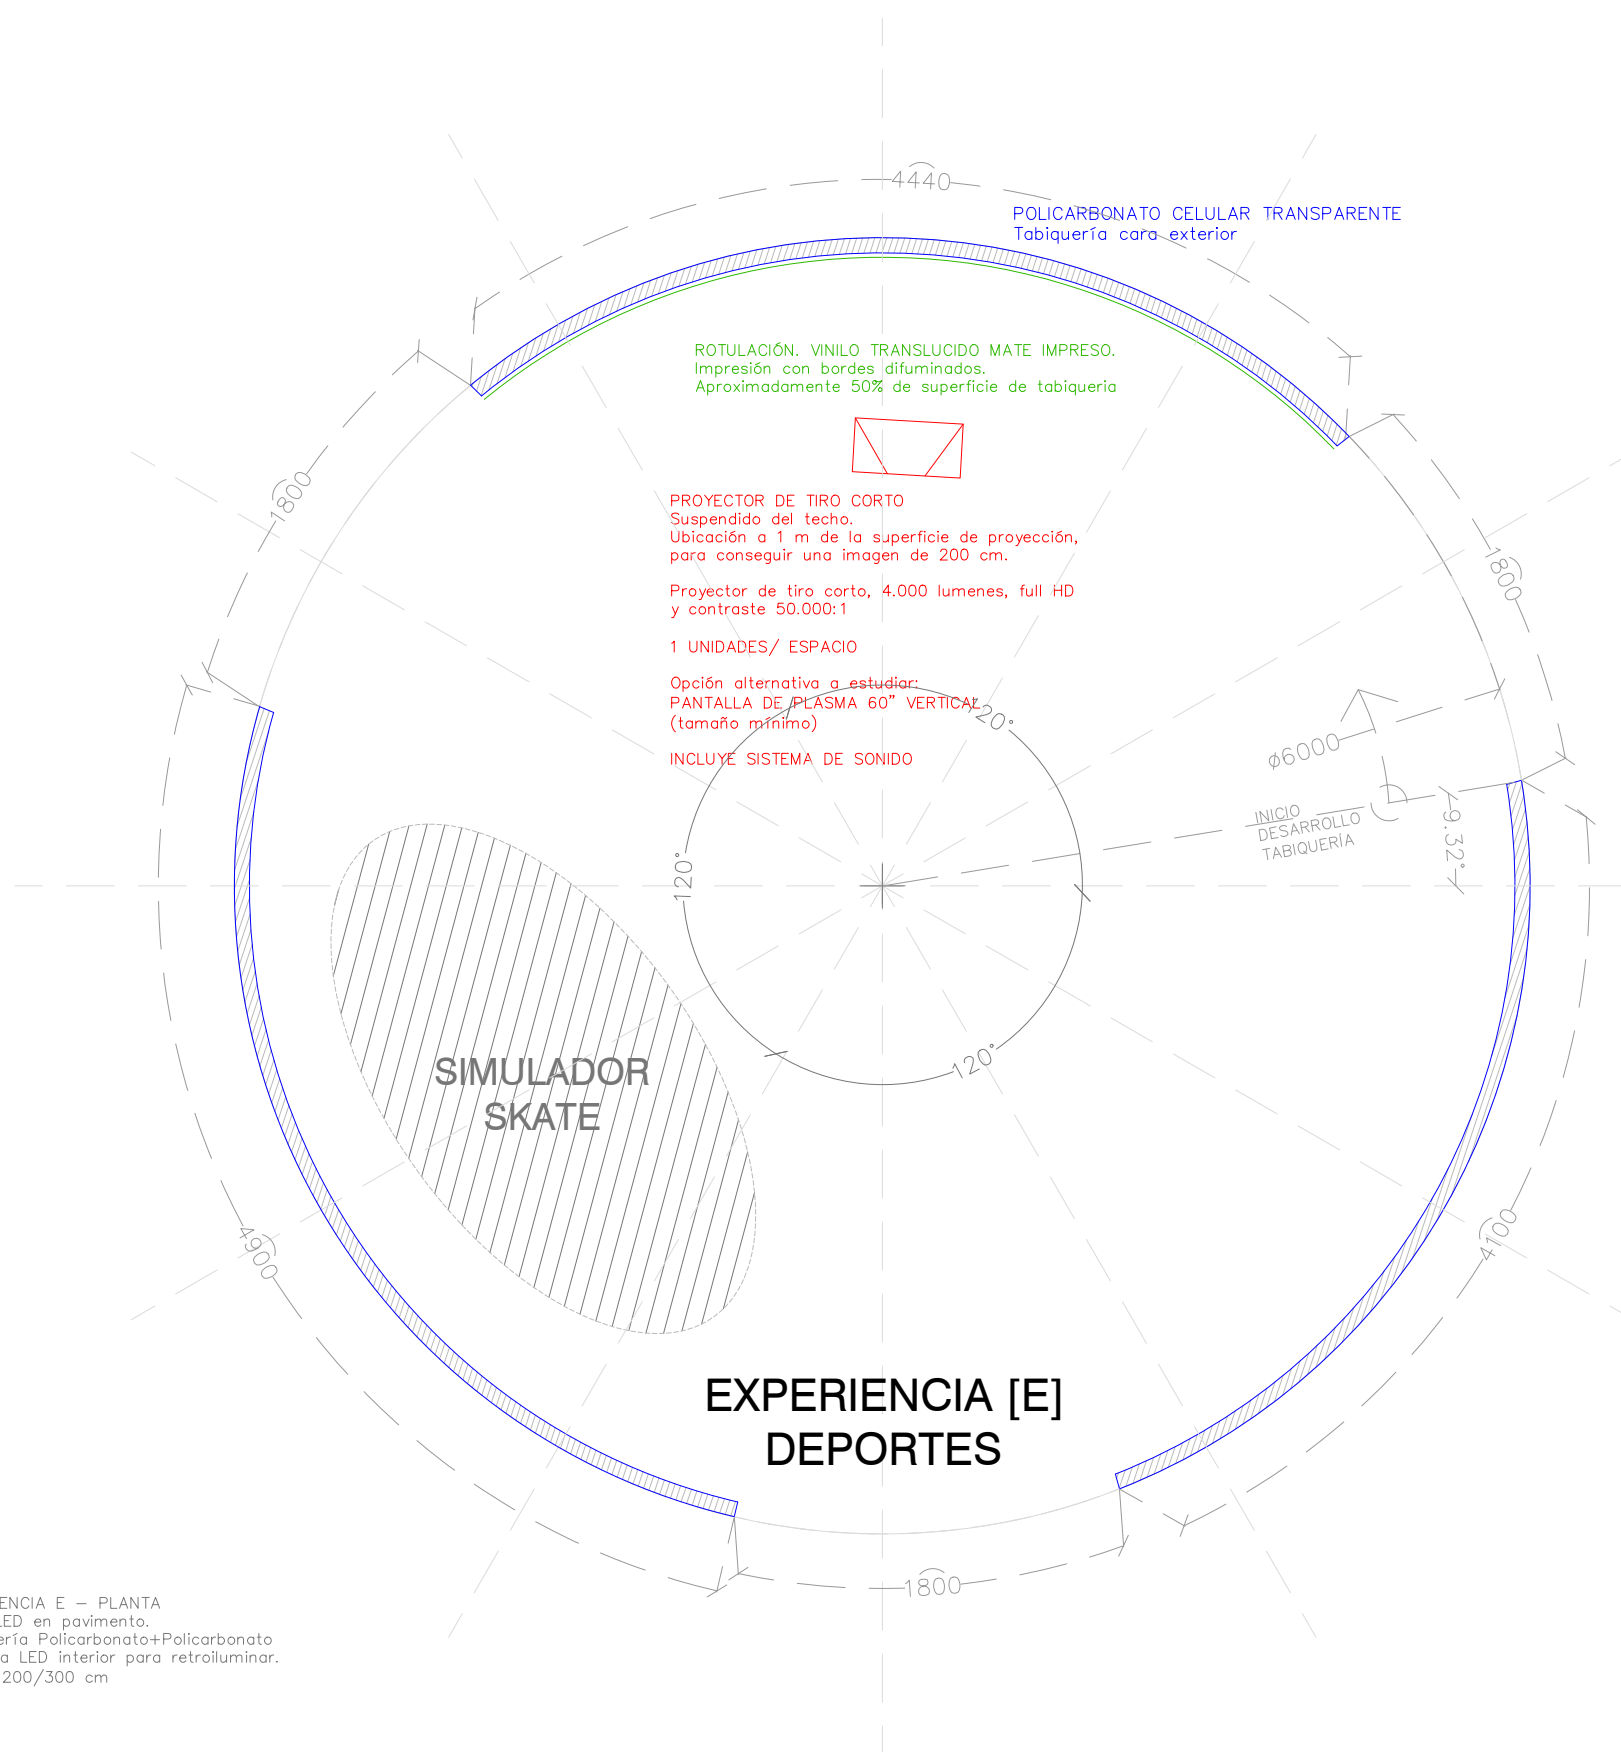 4440
POLICARBONATO CELULAR TRANSPARENTE
Tabiquería cara exterior
ROTULACIÓN. VINILO TRANSLUCIDO MATE IMPRESO.
Impresión con bordes difuminados.
Aproximadamente 50% de superficie de tabiqueria
1800
PROYECTOR DE TIRO CORTO
Suspendido del techo.
Ubicación a 1 m de la superficie de proyección,
para conseguir una imagen de 200 cm.
Proyector de tiro corto, 4.000 lumenes, full HD
y contraste 50.000:1
1 UNIDADES/ ESPACIO
Opción alternativa a estudiar:
PANTALLA DE PLASMA 60” VERTICAL
(tamaño mínimo)
INCLUYE SISTEMA DE SONIDO
1800
120°
ø6000
INICIO
DESARROLLO
TABIQUERÍA
9.32°
120°
120°
SIMULADOR
SKATE
4900
4100
EXPERIENCIA [E]
DEPORTES
1800
ENCIA E – PLANTA
LED en pavimento.
ería Policarbonato+Policarbonato
a LED interior para retroiluminar.
200/300 cm